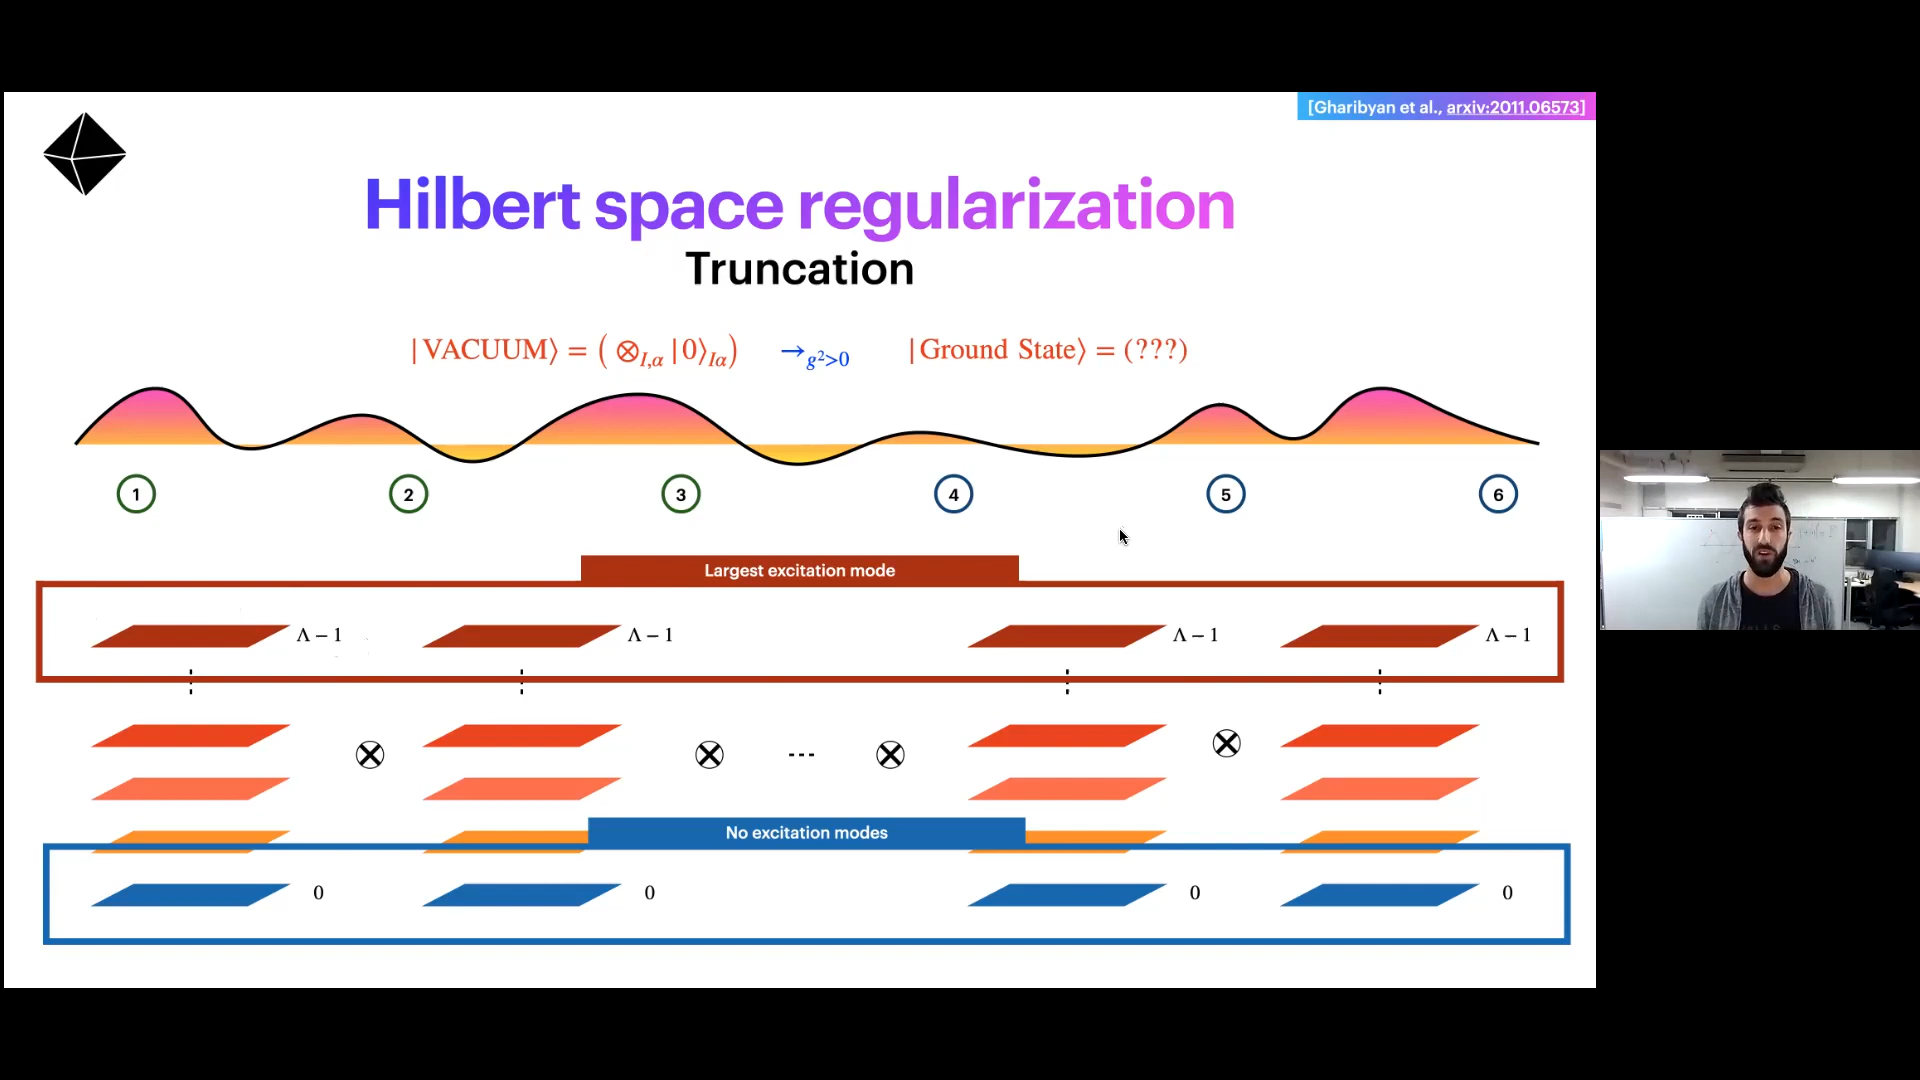 [Gharibyan et al., arxiv:2011.06573]
Hilbert space regularization
Truncation
|VACUUM⟩ = ( ⊗_{I,α} |0⟩_{Iα} ) →_{g²>0} |Ground State⟩ = (???)
1 2 3 4 5 6
Largest excitation mode
Λ − 1 Λ − 1 Λ − 1 Λ − 1
⊗ ⊗ --- ⊗ ⊗
No excitation modes
0 0 0 0